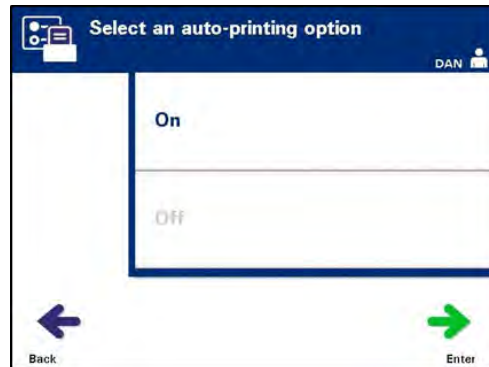 Select an auto-printing option
DAN
On
Off
Back
Enter